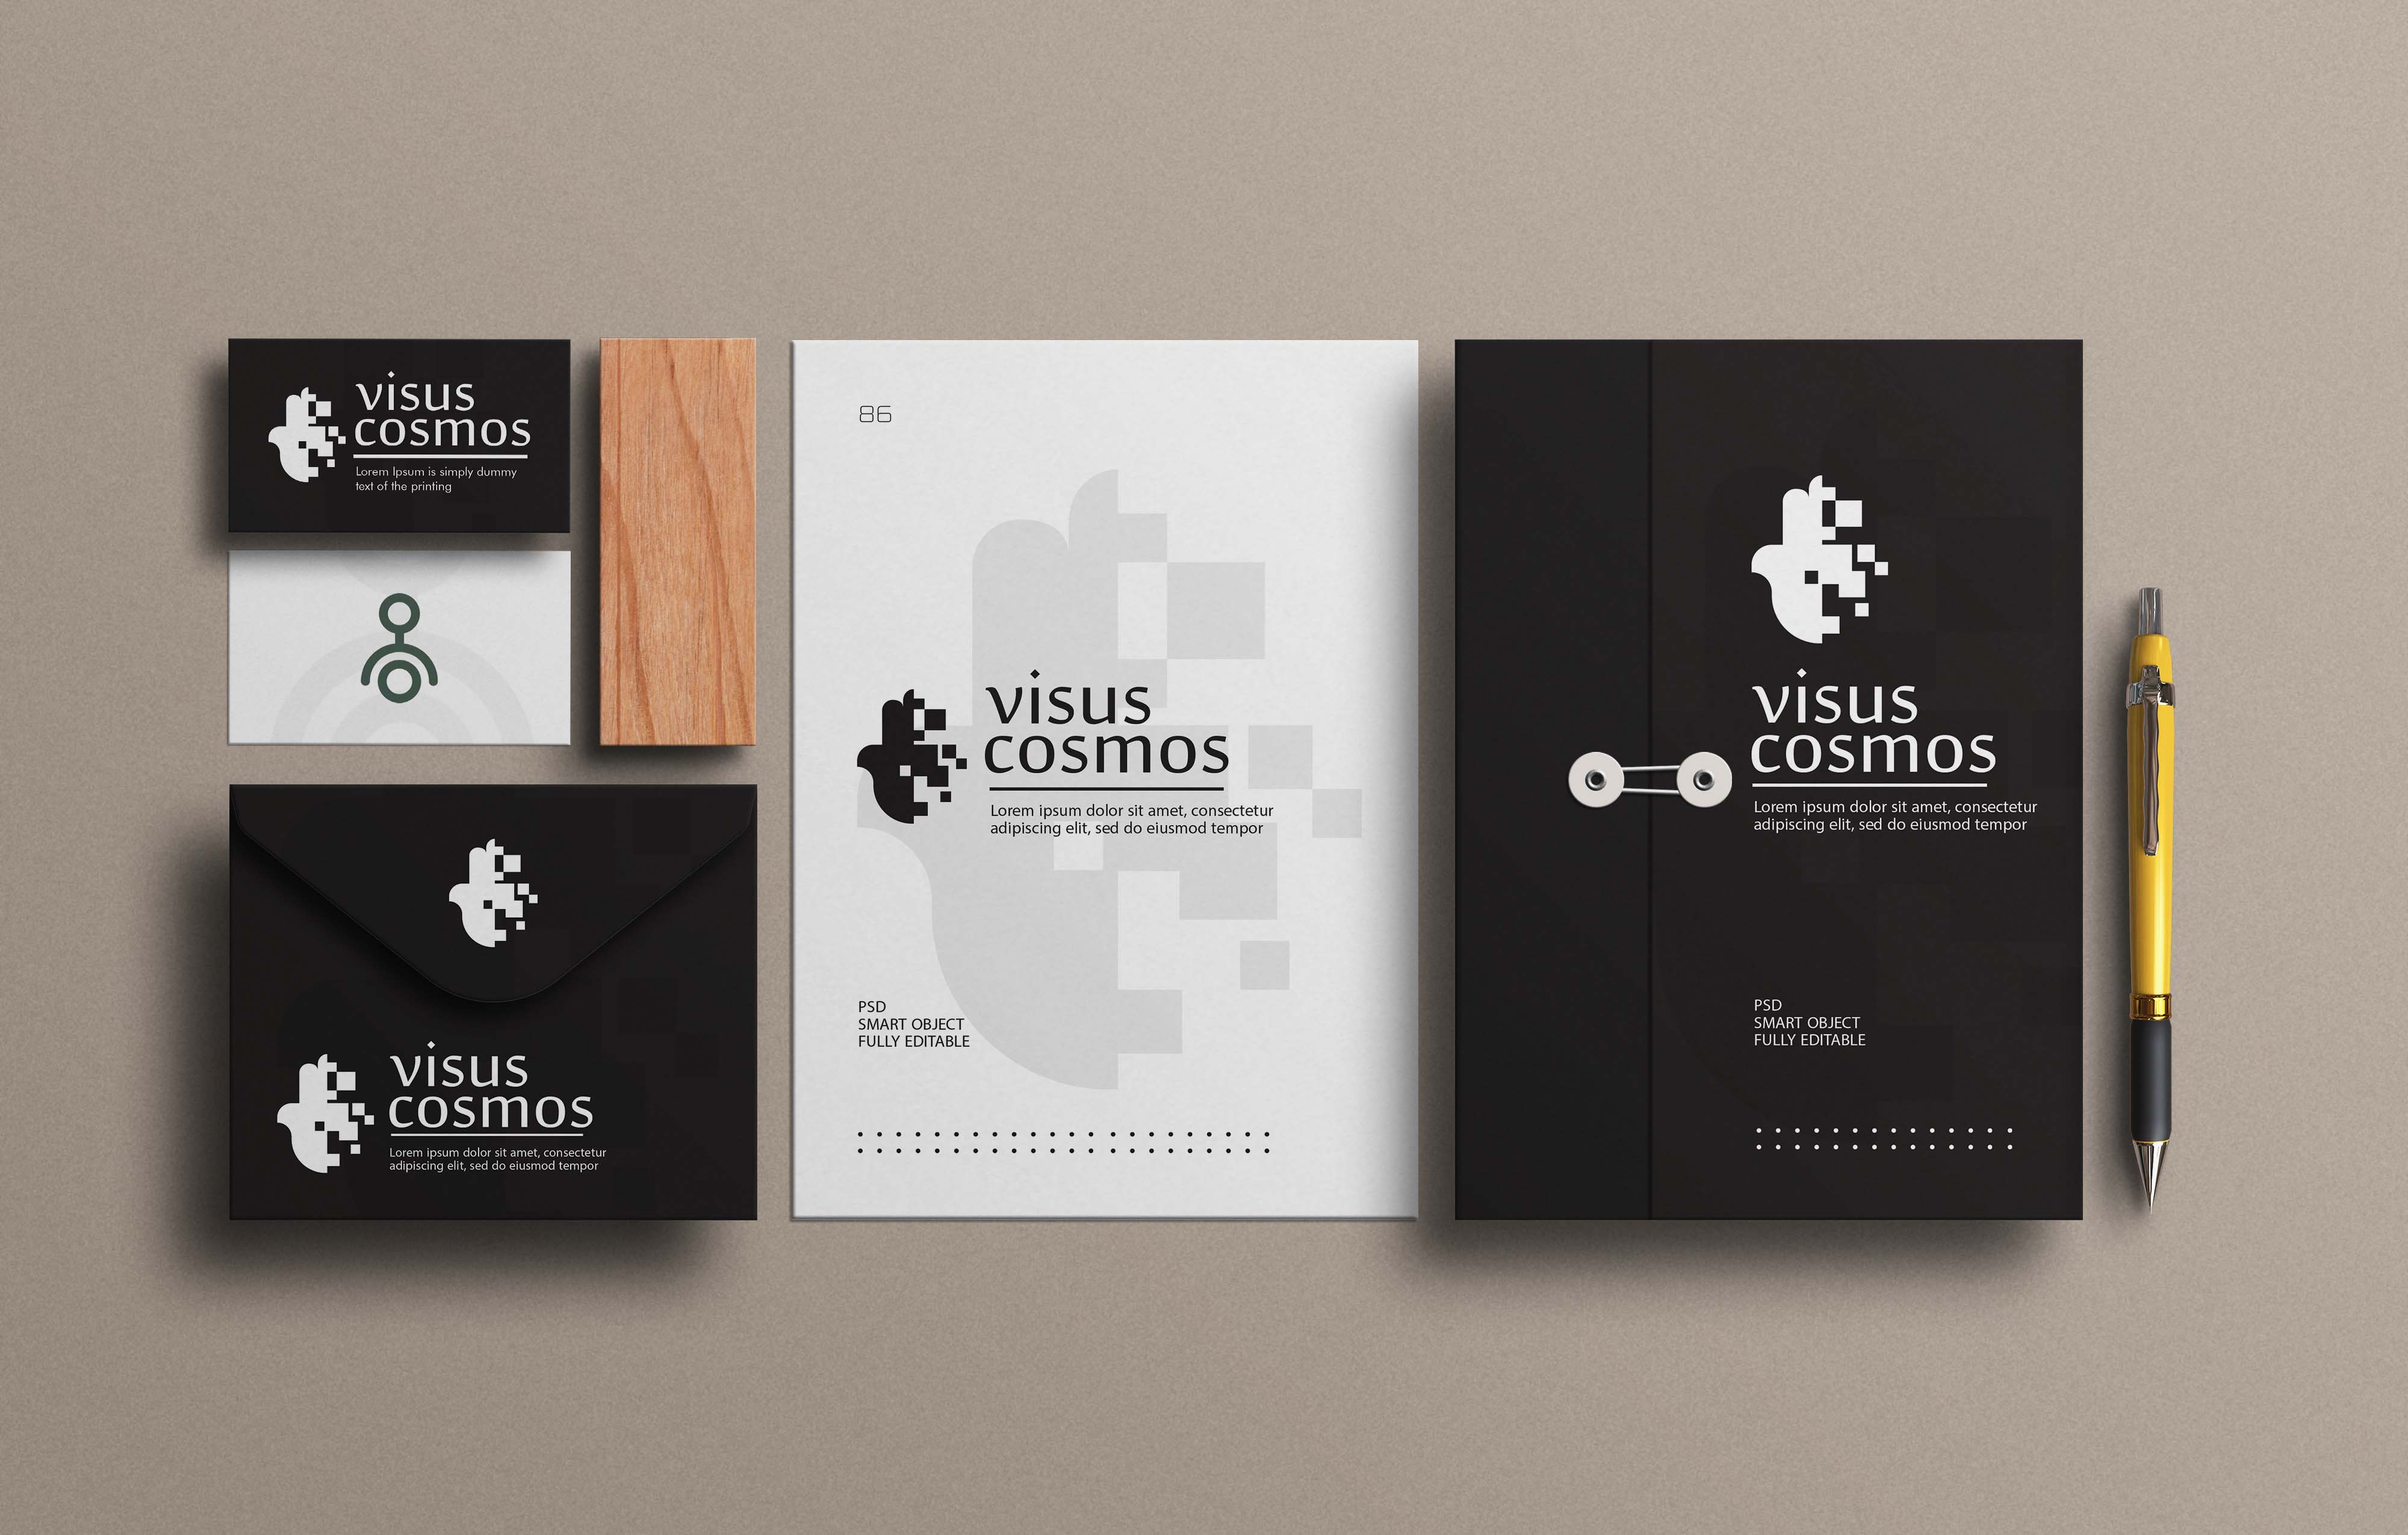 visus
cosmos
Lorem Ipsum is simply dummy
text of the printing
visus
cosmos
Lorem ipsum dolor sit amet, consectetur
adipiscing elit, sed do eiusmod tempor
86
visus
cosmos
Lorem ipsum dolor sit amet, consectetur
adipiscing elit, sed do eiusmod tempor
PSD
SMART OBJECT
FULLY EDITABLE
visus
cosmos
Lorem ipsum dolor sit amet, consectetur
adipiscing elit, sed do eiusmod tempor
PSD
SMART OBJECT
FULLY EDITABLE